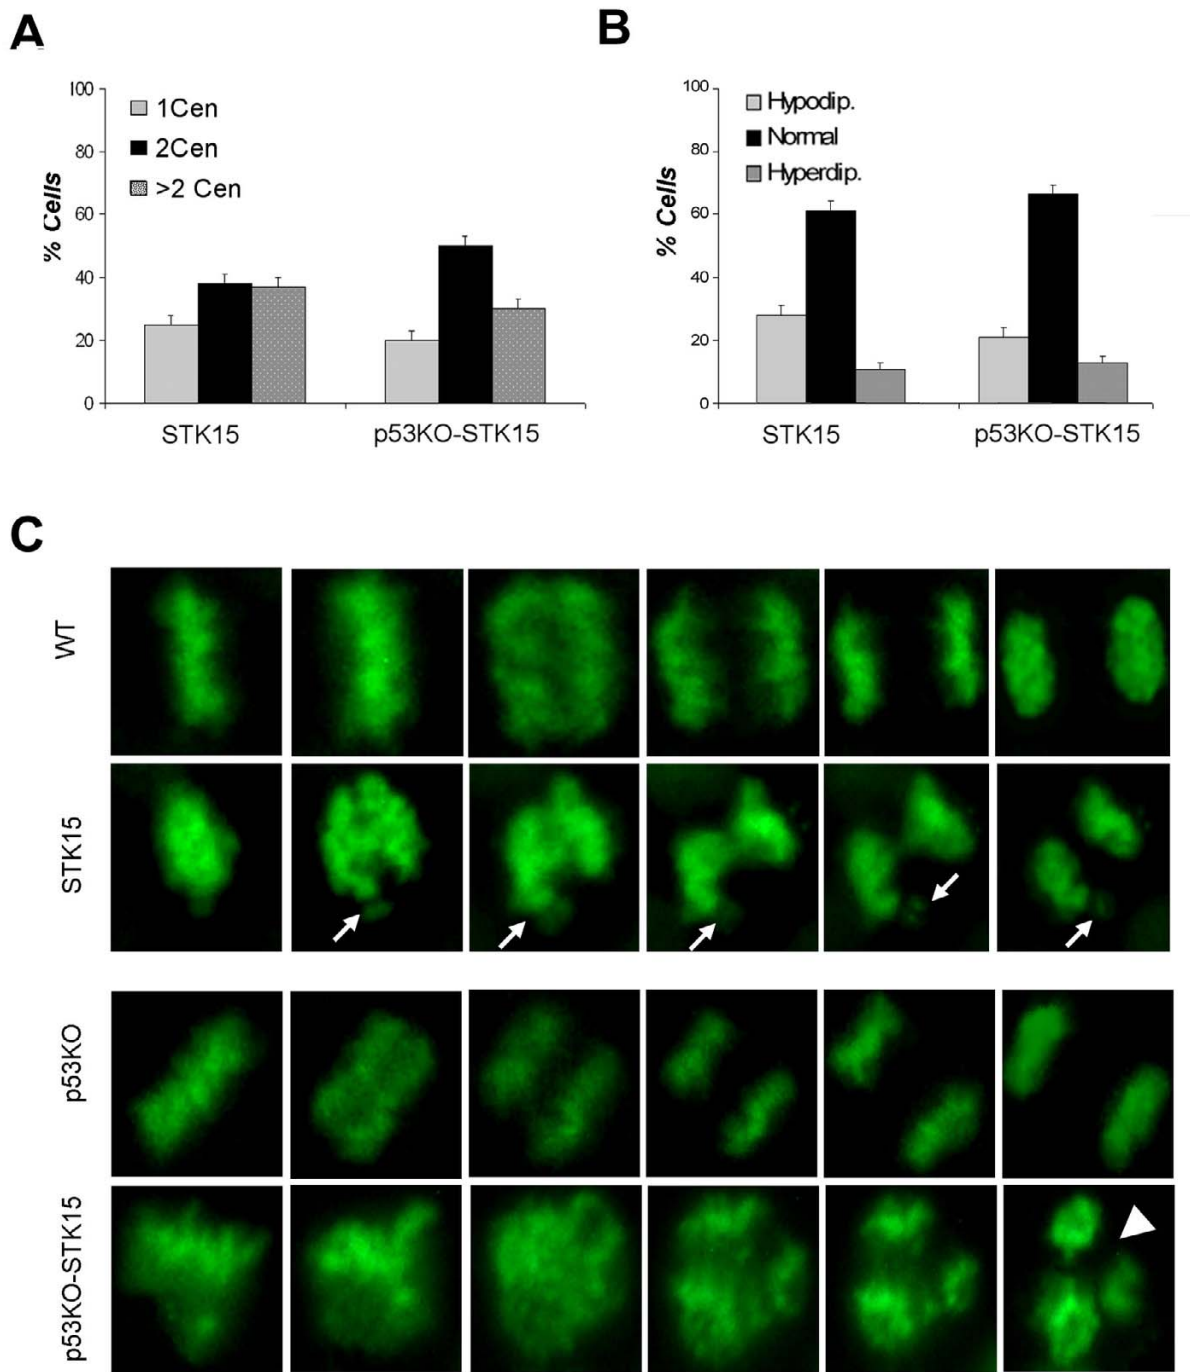 A
B
100
80
60
40
20
0
% Cells
1Cen
2Cen
>2 Cen
STK15
p53KO-STK15
100
80
60
40
20
0
% Cells
Hypodip.
Normal
Hyperdip.
STK15
p53KO-STK15
C
WT
STK15
p53KO
p53KO-STK15